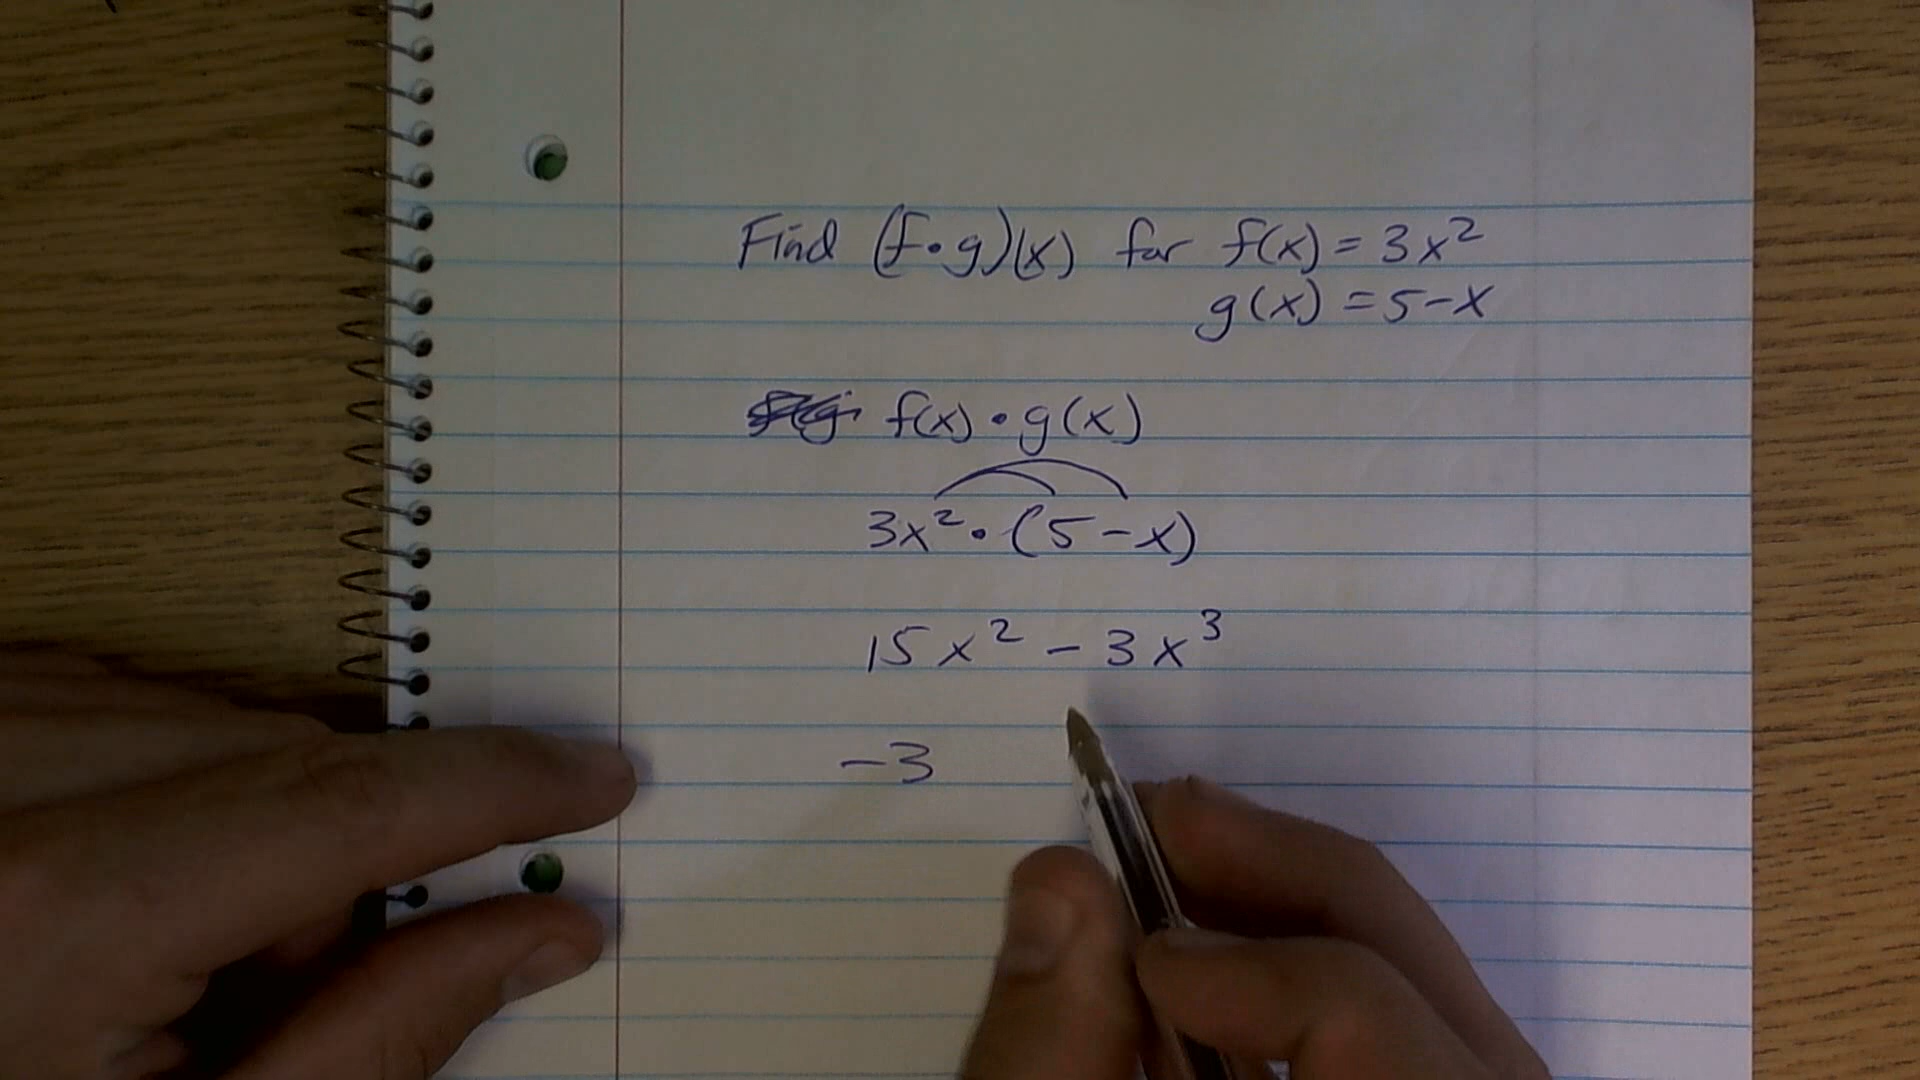 Find (f•g)(x) for f(x) = 3x²
g(x) = 5-x
f(x)•g(x)
3x²•(5-x)
15x² - 3x³
-3